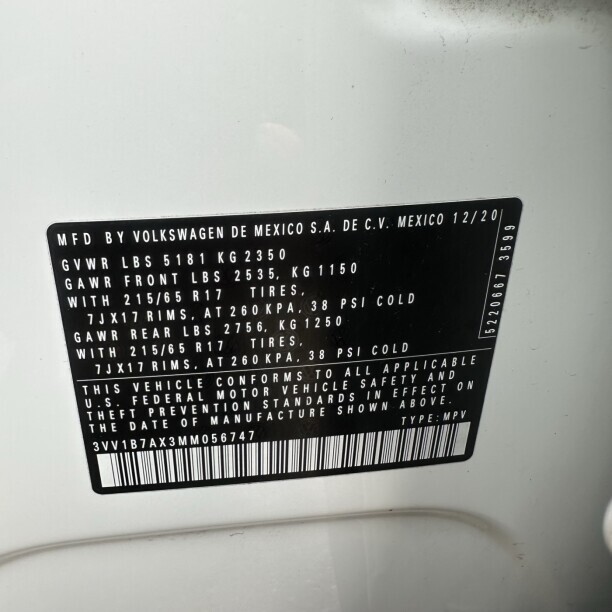 MFD BY VOLKSWAGEN DE MEXICO S.A. DE C.V. MEXICO 12/20
GVWR LBS 5181 KG 2350
GAWR FRONT LBS 2535, KG 1150
WITH 215/65 R17 TIRES,
7JX17 RIMS, AT 260 KPA, 38 PSI COLD
GAWR REAR LBS 2756, KG 1250
WITH 215/65 R17 TIRES,
7JX17 RIMS, AT 260 KPA, 38 PSI COLD
5220667 3599
THIS VEHICLE CONFORMS TO ALL APPLICABLE
U.S. FEDERAL MOTOR VEHICLE SAFETY AND
THEFT PREVENTION STANDARDS IN EFFECT ON
THE DATE OF MANUFACTURE SHOWN ABOVE.
3VV1B7AX3MM056747 TYPE: MPV